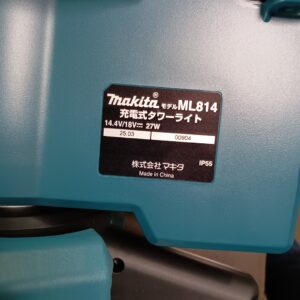 makita® モデル ML814
充電式タワーライト
14.4V/18V⎓ 27W
25.03 00904
株式会社 マキタ IP55
Made in China